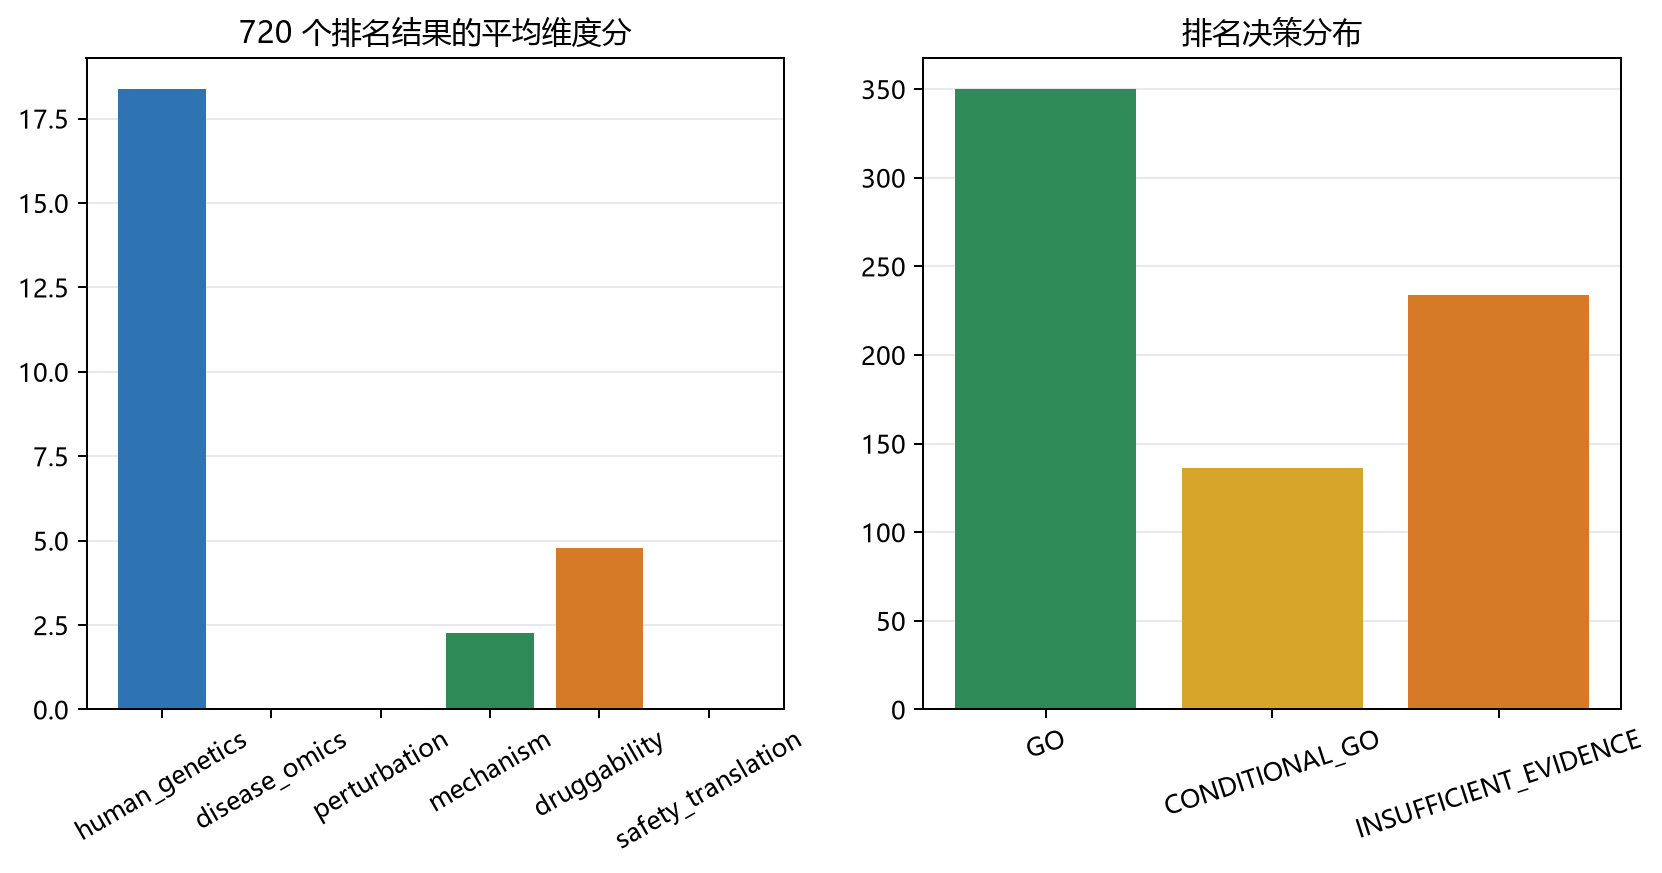 720 个排名结果的平均维度分
17.5
15.0
12.5
10.0
7.5
5.0
2.5
0.0
human_genetics
disease_omics
perturbation
mechanism
druggability
safety_translation
排名决策分布
350
300
250
200
150
100
50
0
GO
CONDITIONAL_GO
INSUFFICIENT_EVIDENCE